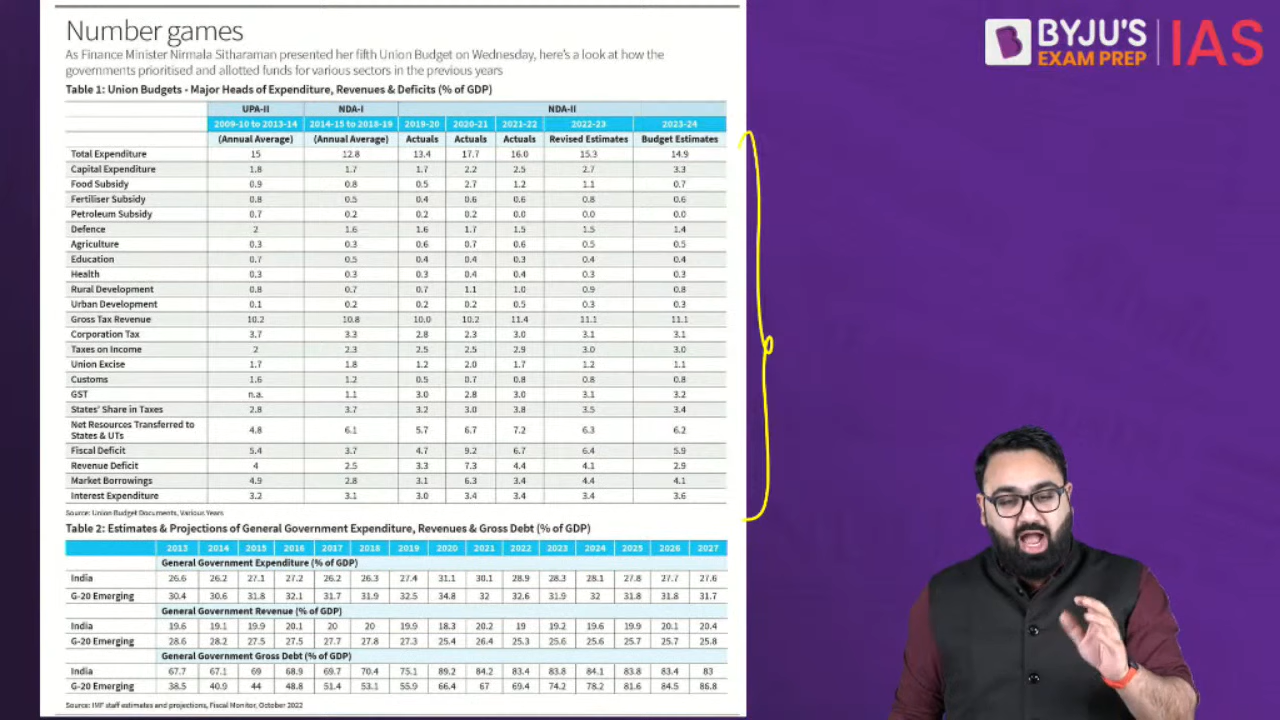 Number games
As Finance Minister Nirmala Sitharaman presented her fifth Union Budget on Wednesday, here's a look at how the
governments prioritised and allotted funds for various sectors in the previous years
Table 1: Union Budgets - Major Heads of Expenditure, Revenues & Deficits (% of GDP)
UPA-II NDA-I NDA-II
2009-10 to 2013-14 2014-15 to 2018-19 2019-20 2020-21 2021-22 2022-23 2023-24
(Annual Average) (Annual Average) Actuals Actuals Actuals Revised Estimates Budget Estimates
Total Expenditure 15 12.8 13.4 17.7 16.0 15.3 14.9
Capital Expenditure 1.8 1.7 1.7 2.2 2.5 2.7 3.3
Food Subsidy 0.9 0.8 0.5 2.7 1.2 1.1 0.7
Fertiliser Subsidy 0.8 0.5 0.4 0.6 0.6 0.8 0.6
Petroleum Subsidy 0.7 0.2 0.2 0.2 0.0 0.0 0.0
Defence 2 1.6 1.6 1.7 1.5 1.5 1.4
Agriculture 0.3 0.3 0.6 0.7 0.6 0.5 0.5
Education 0.7 0.5 0.4 0.4 0.3 0.4 0.4
Health 0.3 0.3 0.3 0.4 0.4 0.3 0.3
Rural Development 0.8 0.7 0.7 1.1 1.0 0.9 0.8
Urban Development 0.1 0.2 0.2 0.2 0.5 0.3 0.3
Gross Tax Revenue 10.2 10.8 10.0 10.2 11.4 11.1 11.1
Corporation Tax 3.7 3.3 2.8 2.3 3.0 3.1 3.1
Taxes on Income 2 2.3 2.5 2.5 2.9 3.0 3.0
Union Excise 1.7 1.8 1.2 2.0 1.7 1.2 1.1
Customs 1.6 1.2 0.5 0.7 0.8 0.8 0.8
GST n.a. 1.1 3.0 2.8 3.0 3.1 3.2
States' Share in Taxes 2.8 3.7 3.2 3.0 3.8 3.5 3.4
Net Resources Transferred to
States & UTs 4.8 6.1 5.7 6.7 7.2 6.3 6.2
Fiscal Deficit 5.4 3.7 4.7 9.2 6.7 6.4 5.9
Revenue Deficit 4 2.5 3.3 7.3 4.4 4.1 2.9
Market Borrowings 4.9 2.8 3.1 6.3 3.4 4.4 4.1
Interest Expenditure 3.2 3.1 3.0 3.4 3.4 3.4 3.6
Source: Union Budget Documents, Various Years
Table 2: Estimates & Projections of General Government Expenditure, Revenues & Gross Debt (% of GDP)
2013 2014 2015 2016 2017 2018 2019 2020 2021 2022 2023 2024 2025 2026 2027
General Government Expenditure (% of GDP)
India 26.6 26.2 27.1 27.2 26.2 26.3 27.4 31.1 30.1 28.9 28.3 28.1 27.8 27.7 27.6
G-20 Emerging 30.4 30.6 31.8 32.1 31.7 31.9 32.5 34.8 32 32.6 31.9 32 31.8 31.8 31.7
General Government Revenue (% of GDP)
India 19.6 19.1 19.9 20.1 20 20 19.9 18.3 20.2 19 19.2 19.6 19.9 20.1 20.4
G-20 Emerging 28.6 28.2 27.5 27.5 27.7 27.8 27.3 25.4 26.4 25.3 25.6 25.6 25.7 25.7 25.8
General Government Gross Debt (% of GDP)
India 67.7 67.1 69 68.9 69.7 70.4 75.1 89.2 84.2 83.4 83.8 84.1 83.8 83.4 83
G-20 Emerging 38.5 40.9 44 48.8 51.4 53.1 55.9 66.4 67 69.4 74.2 78.2 81.6 84.5 86.8
Source: IMF staff estimates and projections, Fiscal Monitor, October 2022
BYJU'S
EXAM PREP
IAS